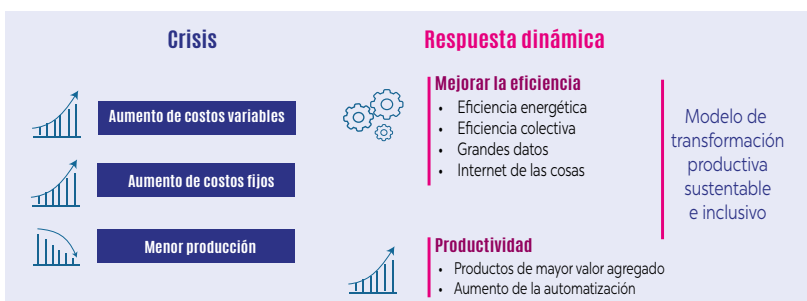 Crisis
Aumento de costos variables
Aumento de costos fijos
Menor producción
Respuesta dinámica
Mejorar la eficiencia
• Eficiencia energética
• Eficiencia colectiva
• Grandes datos
• Internet de las cosas
Productividad
• Productos de mayor valor agregado
• Aumento de la automatización
Modelo de
transformación
productiva
sustentable
e inclusivo